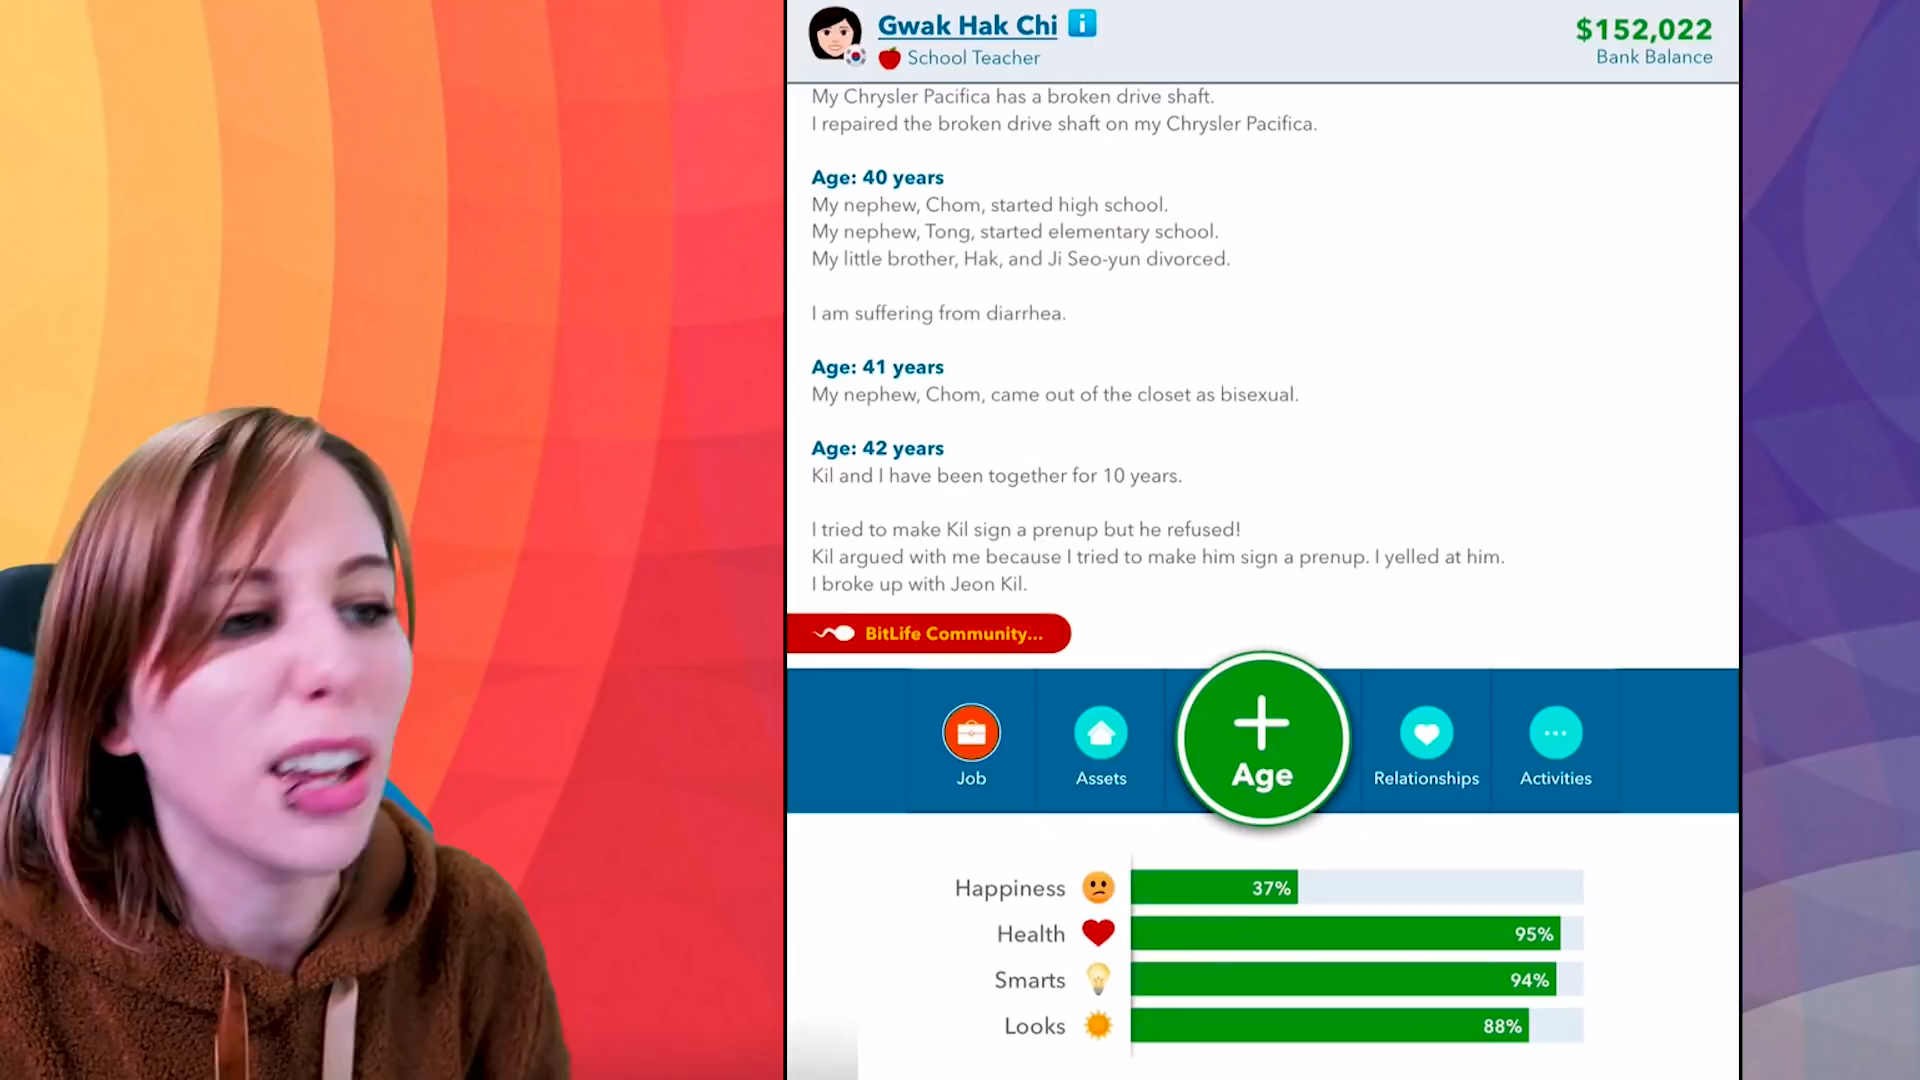 Gwak Hak Chi
School Teacher
$152,022
Bank Balance
My Chrysler Pacifica has a broken drive shaft.
I repaired the broken drive shaft on my Chrysler Pacifica.
Age: 40 years
My nephew, Chom, started high school.
My nephew, Tong, started elementary school.
My little brother, Hak, and Ji Seo-yun divorced.
I am suffering from diarrhea.
Age: 41 years
My nephew, Chom, came out of the closet as bisexual.
Age: 42 years
Kil and I have been together for 10 years.
I tried to make Kil sign a prenup but he refused!
Kil argued with me because I tried to make him sign a prenup. I yelled at him.
I broke up with Jeon Kil.
BitLife Community...
Job
Assets
Age
Relationships
Activities
Happiness 37%
Health 95%
Smarts 94%
Looks 88%